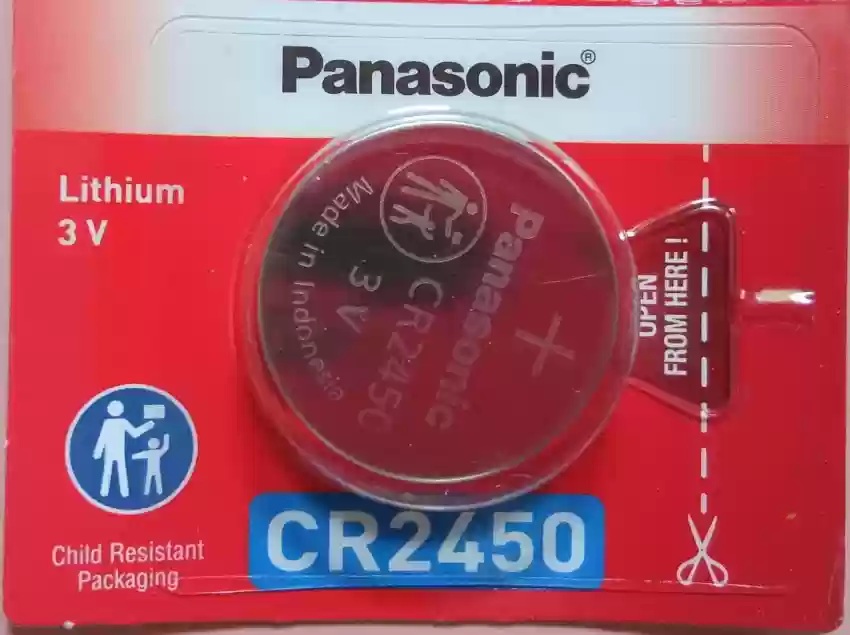 Panasonic®
Lithium
3 V
Made in Indonesia
3 V
CR2450
Panasonic
+
OPEN
FROM HERE !
Child Resistant
Packaging
CR2450